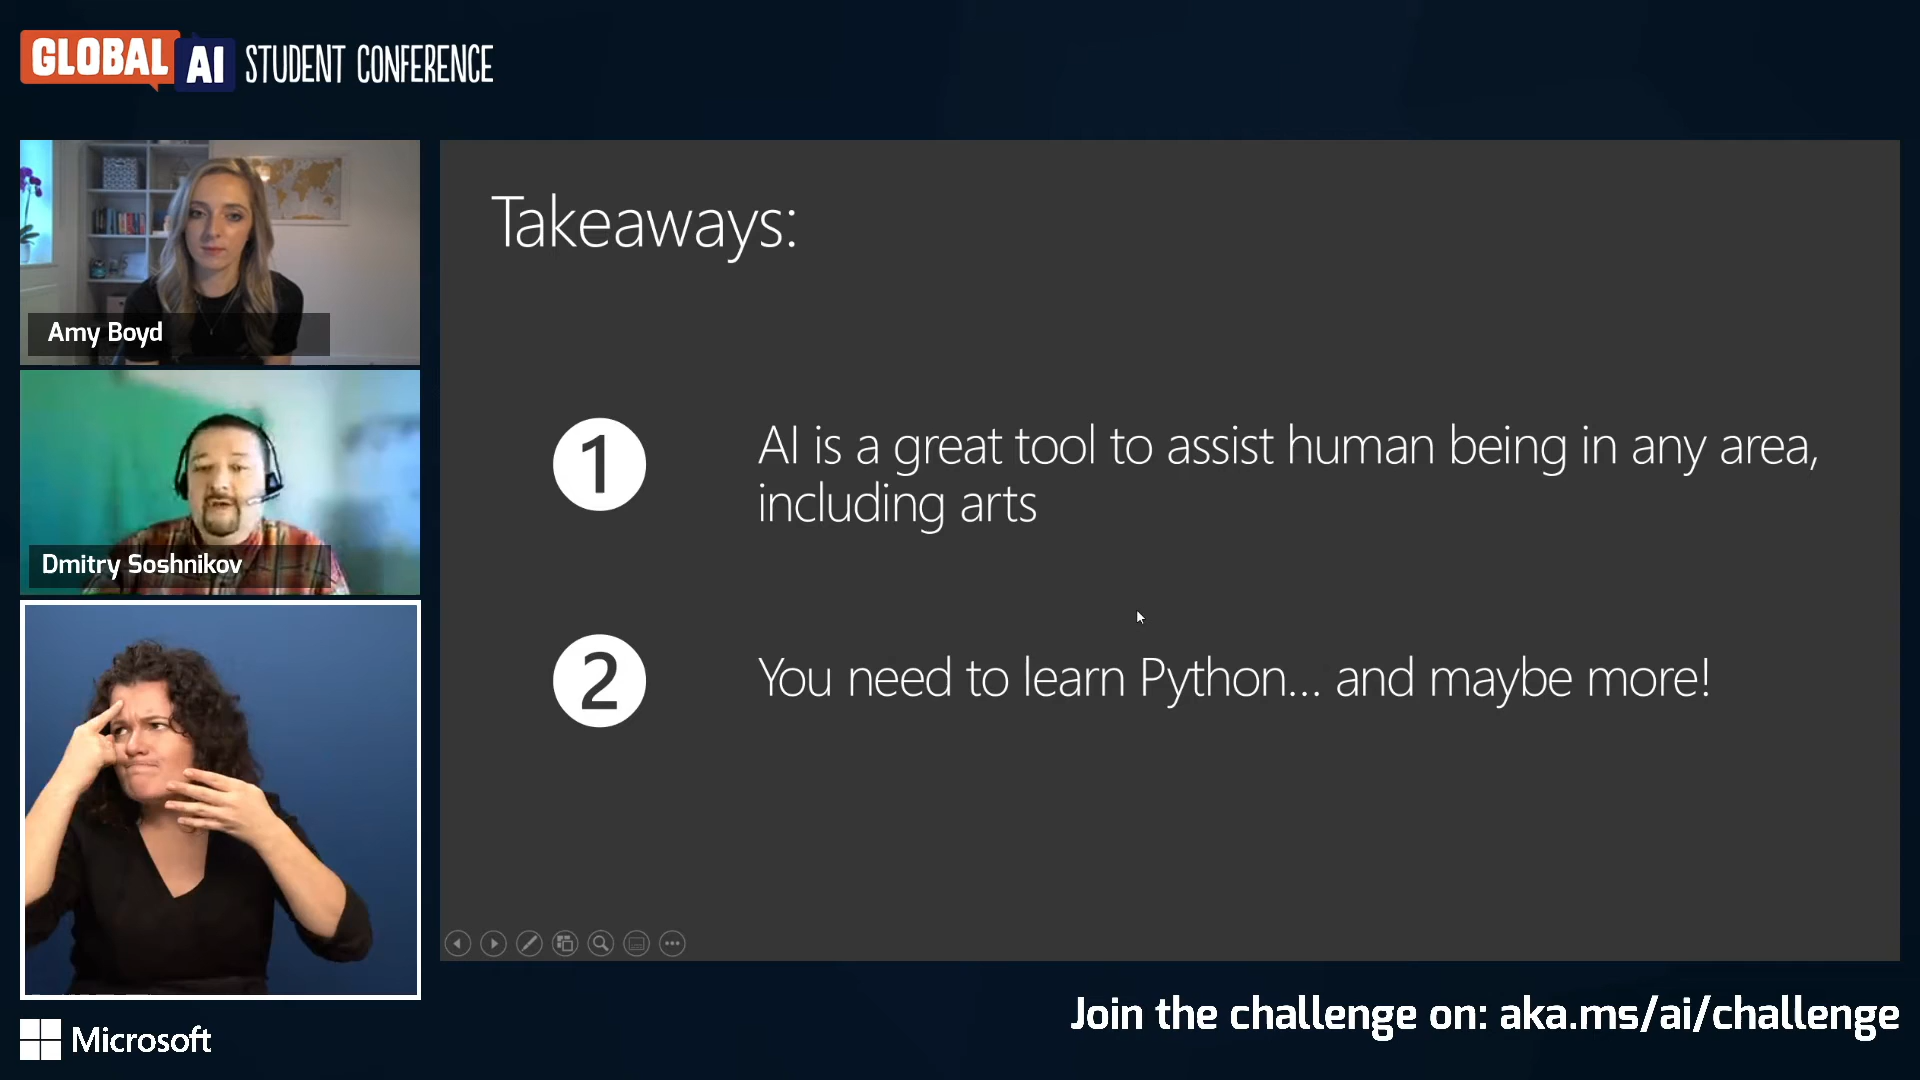 GLOBAL AI STUDENT CONFERENCE
Amy Boyd
Dmitry Soshnikov
Takeaways:
1 AI is a great tool to assist human being in any area,
including arts
2 You need to learn Python... and maybe more!
Microsoft
Join the challenge on: aka.ms/ai/challenge